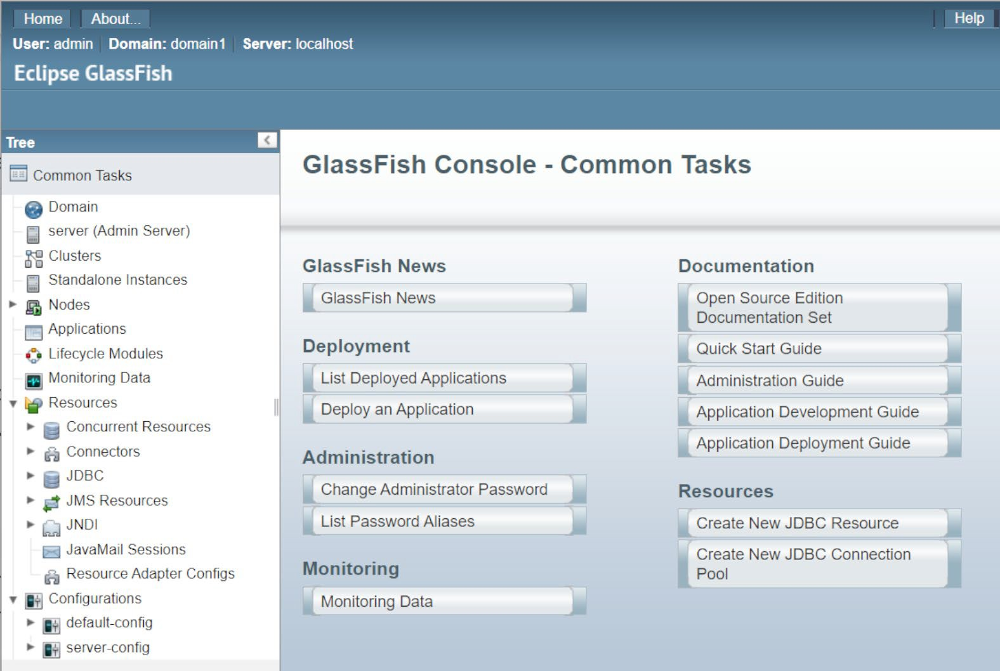 Home About... Help
User: admin Domain: domain1 Server: localhost
Eclipse GlassFish
Tree
Common Tasks
Domain
server (Admin Server)
Clusters
Standalone Instances
Nodes
Applications
Lifecycle Modules
Monitoring Data
Resources
Concurrent Resources
Connectors
JDBC
JMS Resources
JNDI
JavaMail Sessions
Resource Adapter Configs
Configurations
default-config
server-config
GlassFish Console - Common Tasks
GlassFish News
GlassFish News
Deployment
List Deployed Applications
Deploy an Application
Administration
Change Administrator Password
List Password Aliases
Monitoring
Monitoring Data
Documentation
Open Source Edition
Documentation Set
Quick Start Guide
Administration Guide
Application Development Guide
Application Deployment Guide
Resources
Create New JDBC Resource
Create New JDBC Connection
Pool